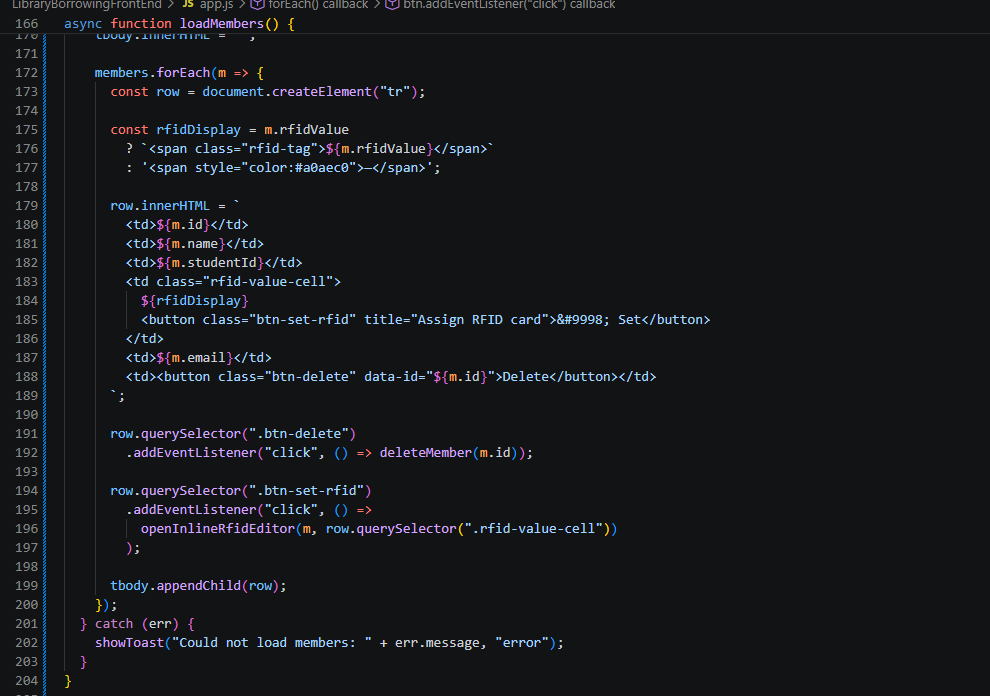 LibraryBorrowingFrontEnd > JS app.js > forEach() callback > btn.addEventListener("click") callback
166 async function loadMembers() {
170 tbody.innerHTML = "";
171
172 members.forEach(m => {
173 const row = document.createElement("tr");
174
175 const rfidDisplay = m.rfidValue
176 ? `<span class="rfid-tag">${m.rfidValue}</span>`
177 : '<span style="color:#a0aec0">—</span>';
178
179 row.innerHTML = `
180 <td>${m.id}</td>
181 <td>${m.name}</td>
182 <td>${m.studentId}</td>
183 <td class="rfid-value-cell">
184 ${rfidDisplay}
185 <button class="btn-set-rfid" title="Assign RFID card">&#9998; Set</button>
186 </td>
187 <td>${m.email}</td>
188 <td><button class="btn-delete" data-id="${m.id}">Delete</button></td>
189 `;
190
191 row.querySelector(".btn-delete")
192 .addEventListener("click", () => deleteMember(m.id));
193
194 row.querySelector(".btn-set-rfid")
195 .addEventListener("click", () =>
196 openInlineRfidEditor(m, row.querySelector(".rfid-value-cell"))
197 );
198
199 tbody.appendChild(row);
200 });
201 } catch (err) {
202 showToast("Could not load members: " + err.message, "error");
203 }
204 }